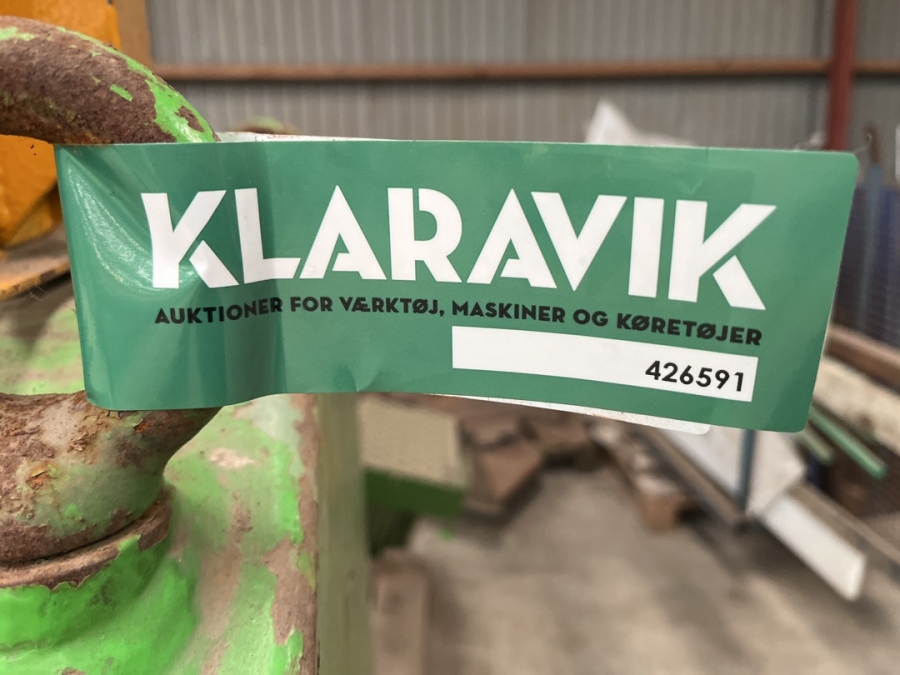 KLARAVIK
AUKTIONER FOR VÆRKTØJ, MASKINER OG KØRETØJER
426591